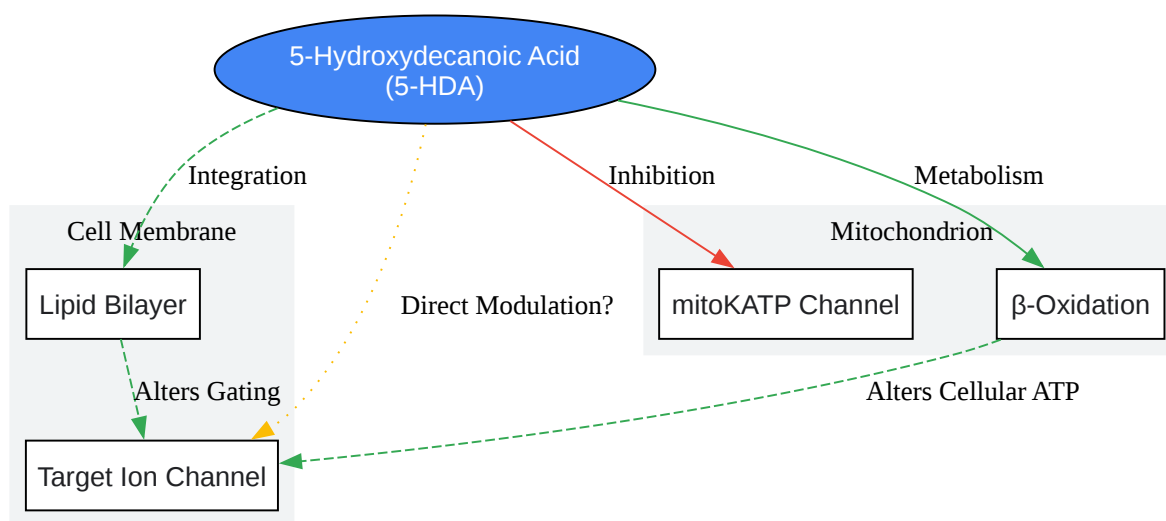 5-Hydroxydecanoic Acid
(5-HDA)
Integration
Inhibition
Metabolism
Cell Membrane
Mitochondrion
Lipid Bilayer
Direct Modulation?
mitoKATP Channel
β-Oxidation
Alters Gating
Alters Cellular ATP
Target Ion Channel